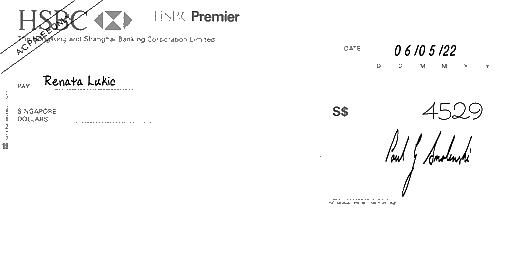 HSBC HSBC Premier
The Hongkong and Shanghai Banking Corporation Limited
A/C PAYEE ONLY
DATE 06/05/22
D D M M Y Y
PAY Renata Lukic
SINGAPORE
DOLLARS
S$ 4529
Paul J Smolenski